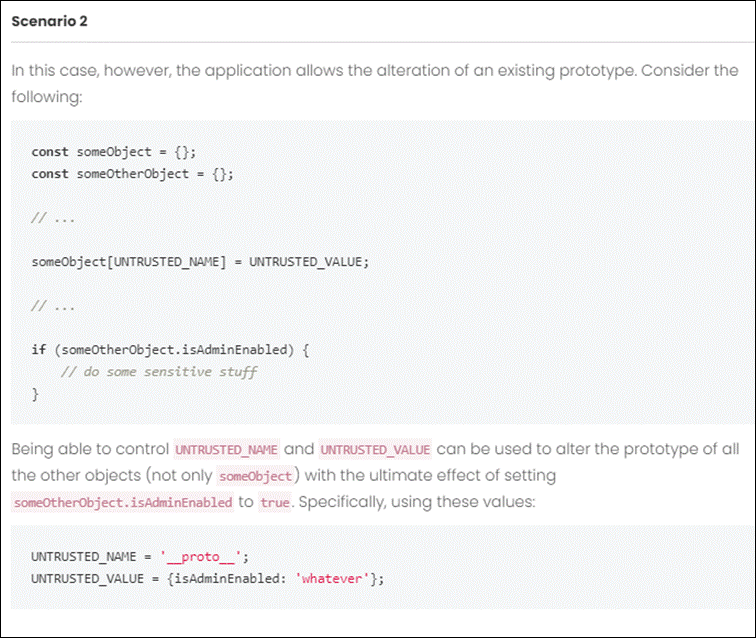 Scenario 2
In this case, however, the application allows the alteration of an existing prototype. Consider the
following:
const someObject = {};
const someOtherObject = {};
// ...
someObject[UNTRUSTED_NAME] = UNTRUSTED_VALUE;
// ...
if (someOtherObject.isAdminEnabled) {
    // do some sensitive stuff
}
Being able to control UNTRUSTED_NAME and UNTRUSTED_VALUE can be used to alter the prototype of all
the other objects (not only someObject) with the ultimate effect of setting
someOtherObject.isAdminEnabled to true. Specifically, using these values:
UNTRUSTED_NAME = '__proto__';
UNTRUSTED_VALUE = {isAdminEnabled: 'whatever'};